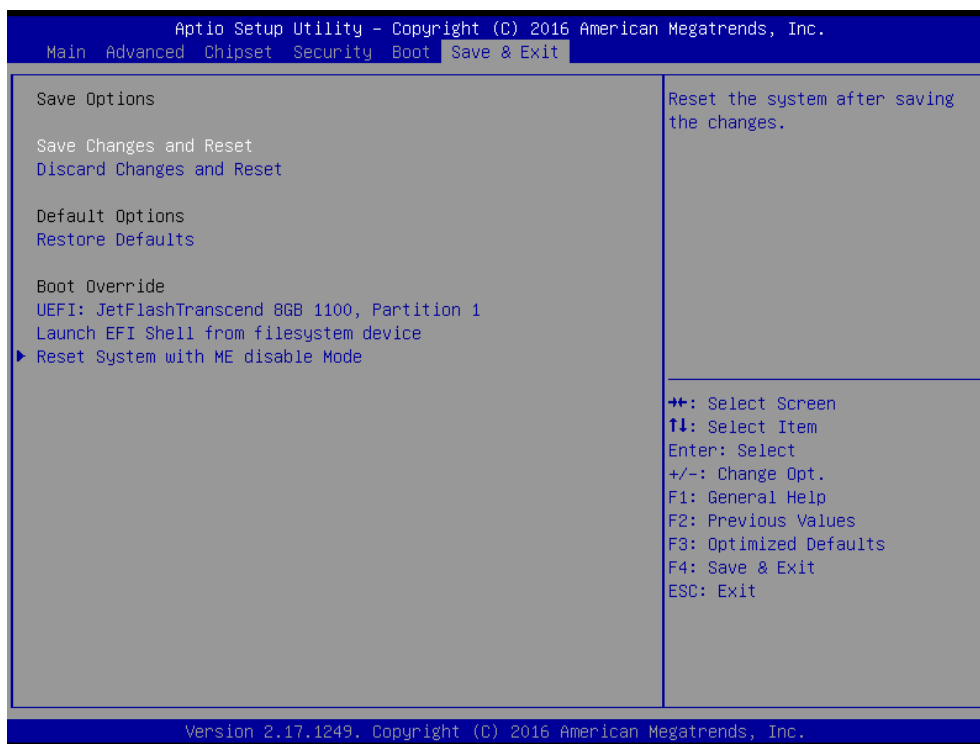 Aptio Setup Utility – Copyright (C) 2016 American Megatrends, Inc.
Main Advanced Chipset Security Boot Save & Exit
Save Options
Save Changes and Reset
Discard Changes and Reset
Default Options
Restore Defaults
Boot Override
UEFI: JetFlashTranscend 8GB 1100, Partition 1
Launch EFI Shell from filesystem device
▶ Reset System with ME disable Mode
Reset the system after saving
the changes.
→←: Select Screen
↑↓: Select Item
Enter: Select
+/-: Change Opt.
F1: General Help
F2: Previous Values
F3: Optimized Defaults
F4: Save & Exit
ESC: Exit
Version 2.17.1249. Copyright (C) 2016 American Megatrends, Inc.